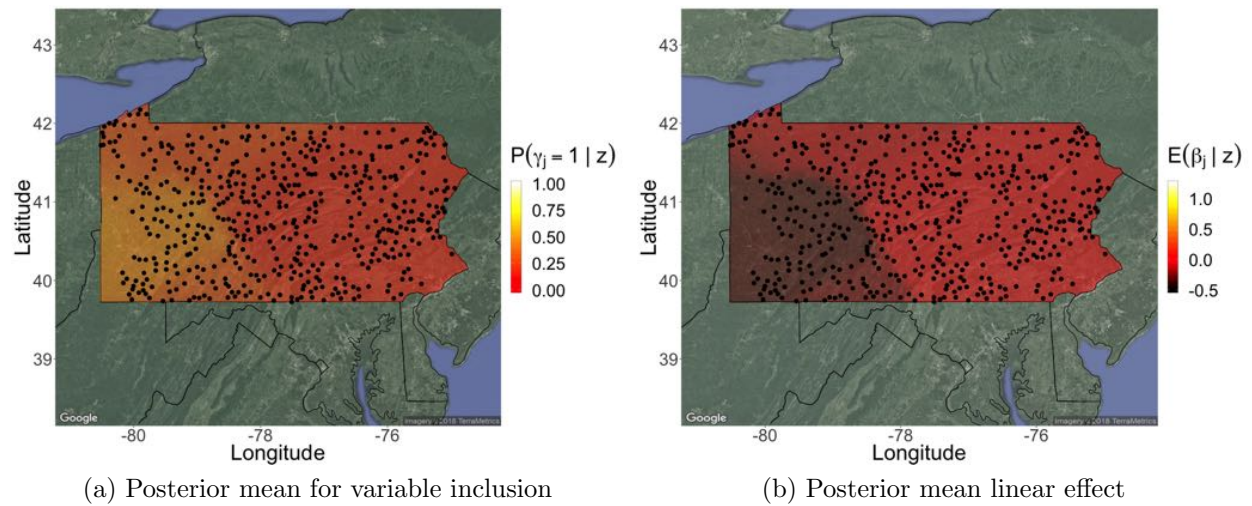 43
42
41
40
39
Latitude
-80
-78
-76
Longitude
Google
Imagery ©2018 TerraMetrics
P(γj = 1 | z)
1.00
0.75
0.50
0.25
0.00
(a) Posterior mean for variable inclusion
43
42
41
40
39
Latitude
-80
-78
-76
Longitude
Google
Imagery ©2018 TerraMetrics
E(βj | z)
1.0
0.5
0.0
-0.5
(b) Posterior mean linear effect